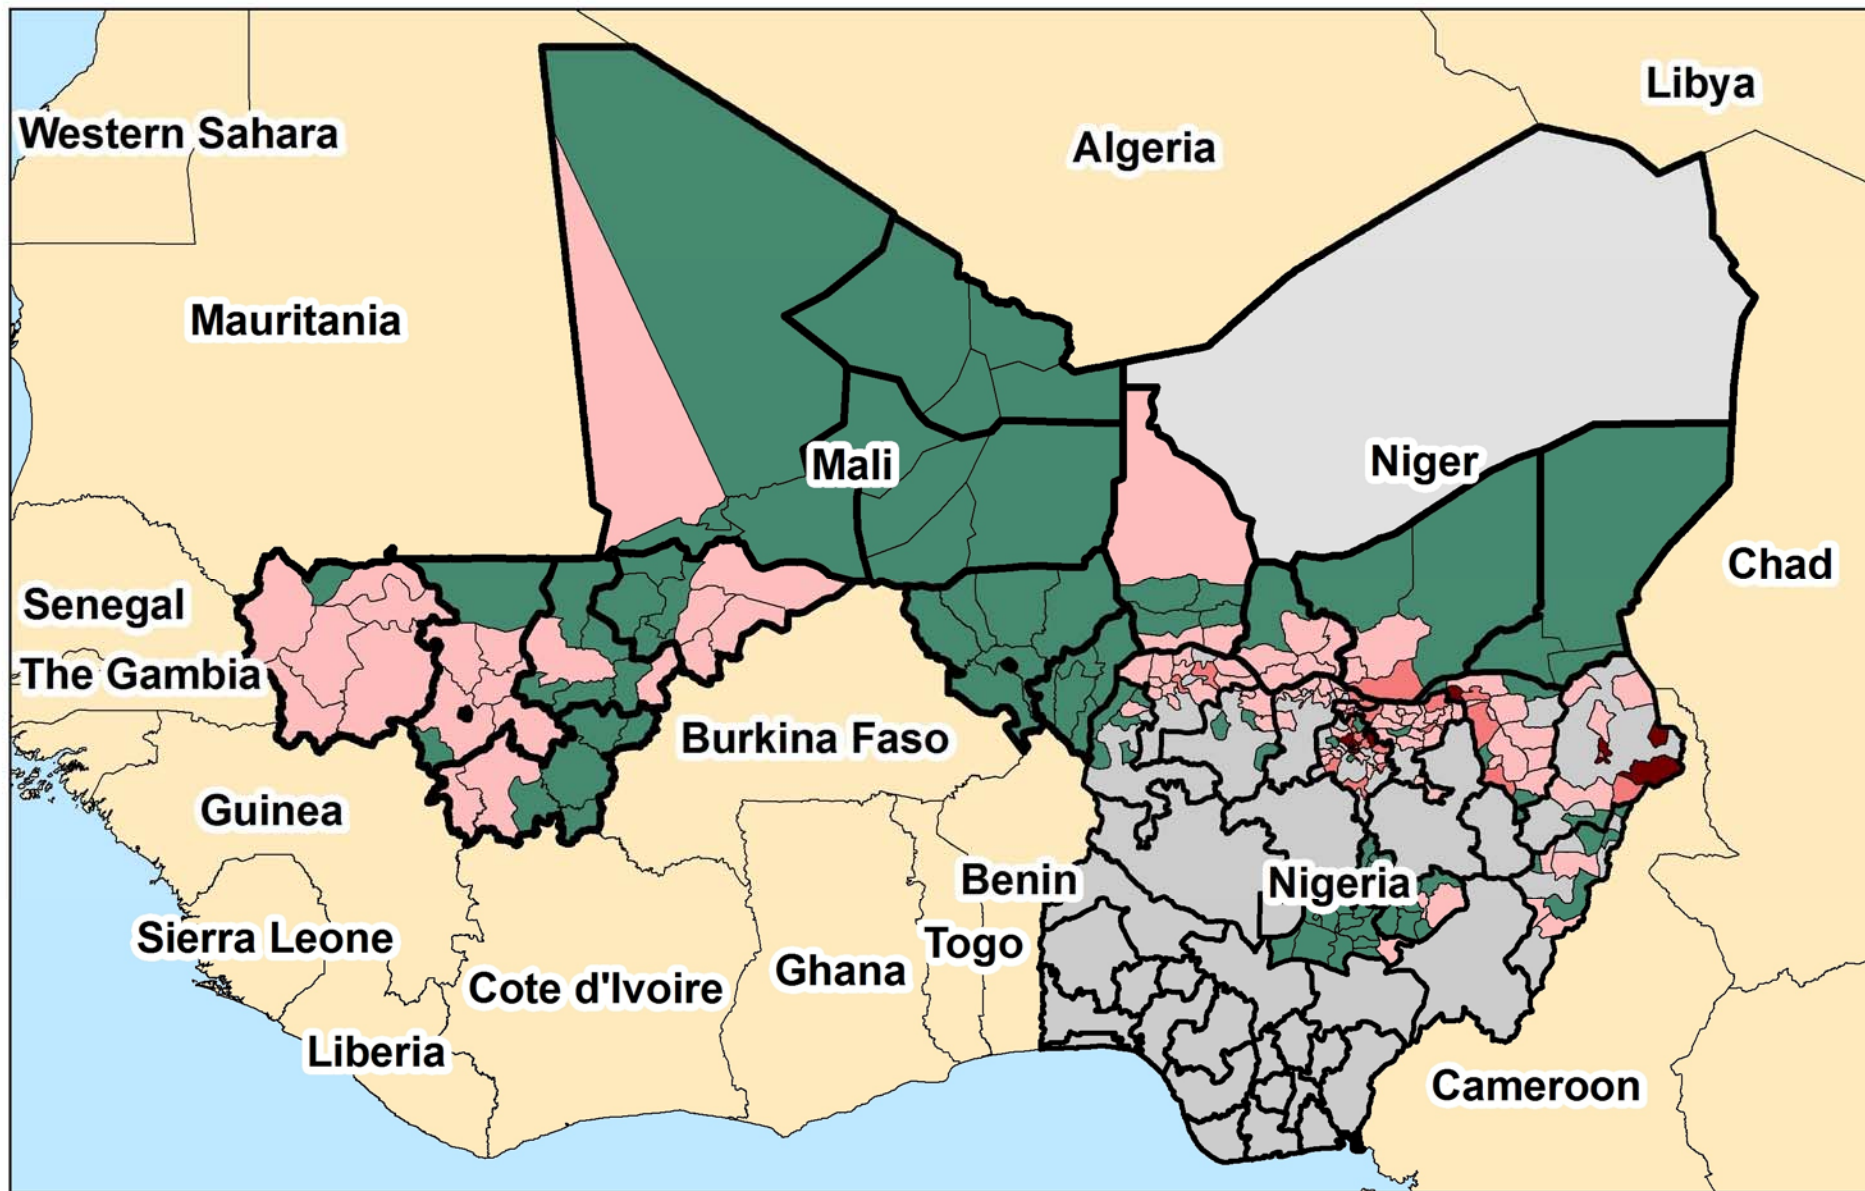 Libya
Western Sahara
Algeria
Mauritania
Mali
Niger
Chad
Senegal
The Gambia
Burkina Faso
Guinea
Benin
Nigeria
Sierra Leone
Togo
Ghana
Cote d'Ivoire
Liberia
Cameroon